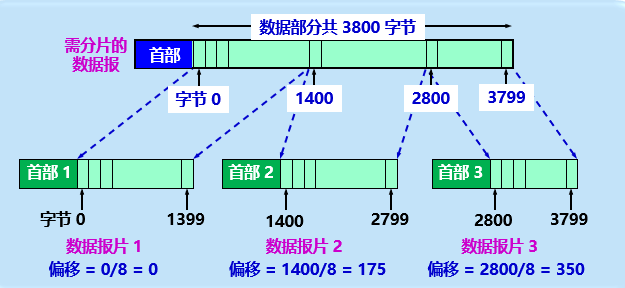 数据部分共 3800 字节
需分片的
数据报
首部
字节 0
1400
2800
3799
首部 1
首部 2
首部 3
字节 0
1399
1400
2799
2800
3799
数据报片 1
数据报片 2
数据报片 3
偏移 = 0/8 = 0
偏移 = 1400/8 = 175
偏移 = 2800/8 = 350